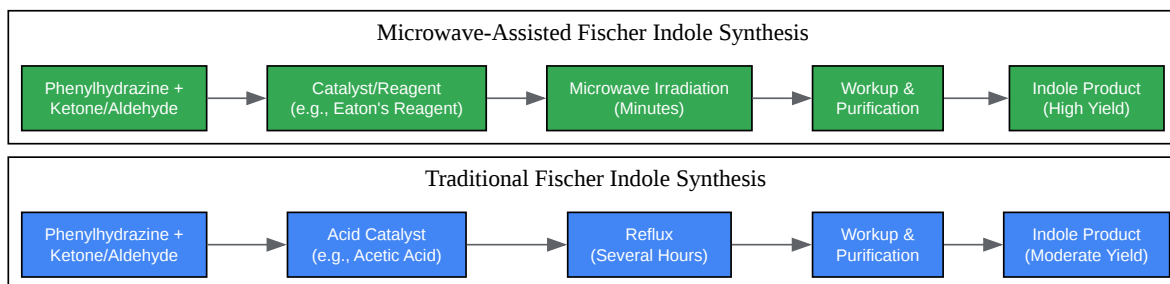 Microwave-Assisted Fischer Indole Synthesis
Phenylhydrazine +
Ketone/Aldehyde
Catalyst/Reagent
(e.g., Eaton's Reagent)
Microwave Irradiation
(Minutes)
Workup &
Purification
Indole Product
(High Yield)
Traditional Fischer Indole Synthesis
Phenylhydrazine +
Ketone/Aldehyde
Acid Catalyst
(e.g., Acetic Acid)
Reflux
(Several Hours)
Workup &
Purification
Indole Product
(Moderate Yield)